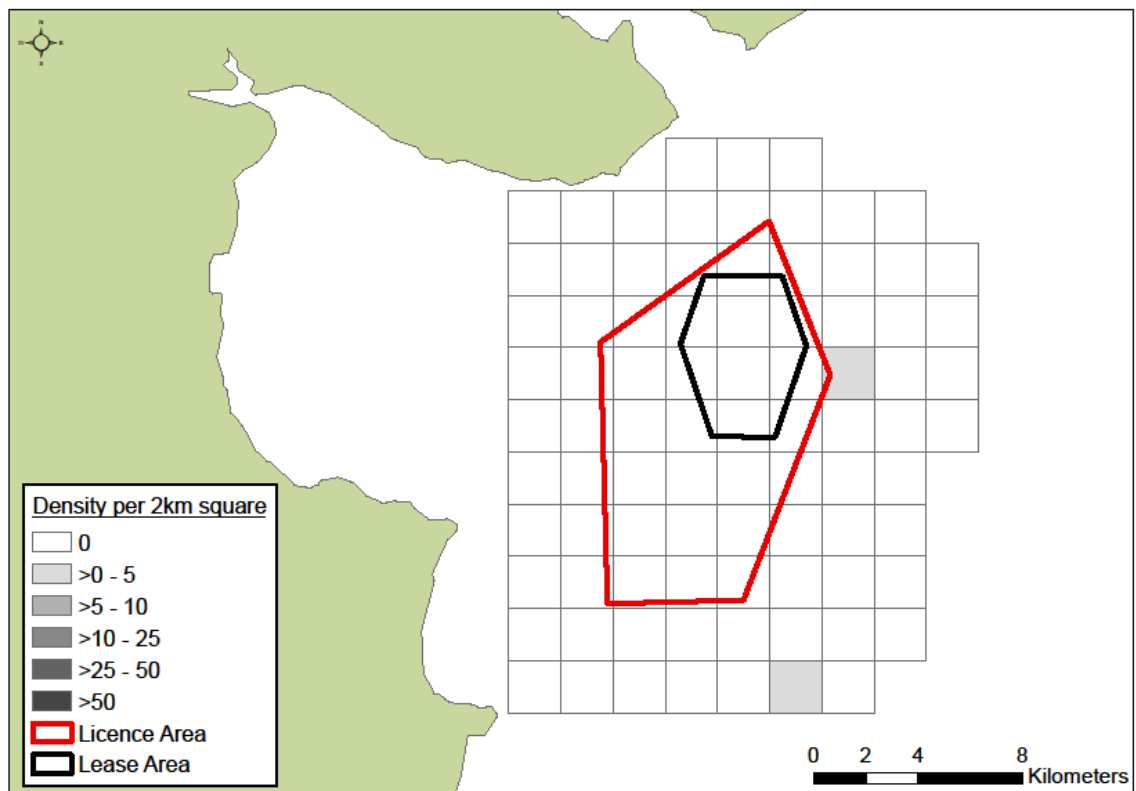 N
W E
S
Density per 2km square
0
>0 - 5
>5 - 10
>10 - 25
>25 - 50
>50
Licence Area
Lease Area
0 2 4 8
Kilometers